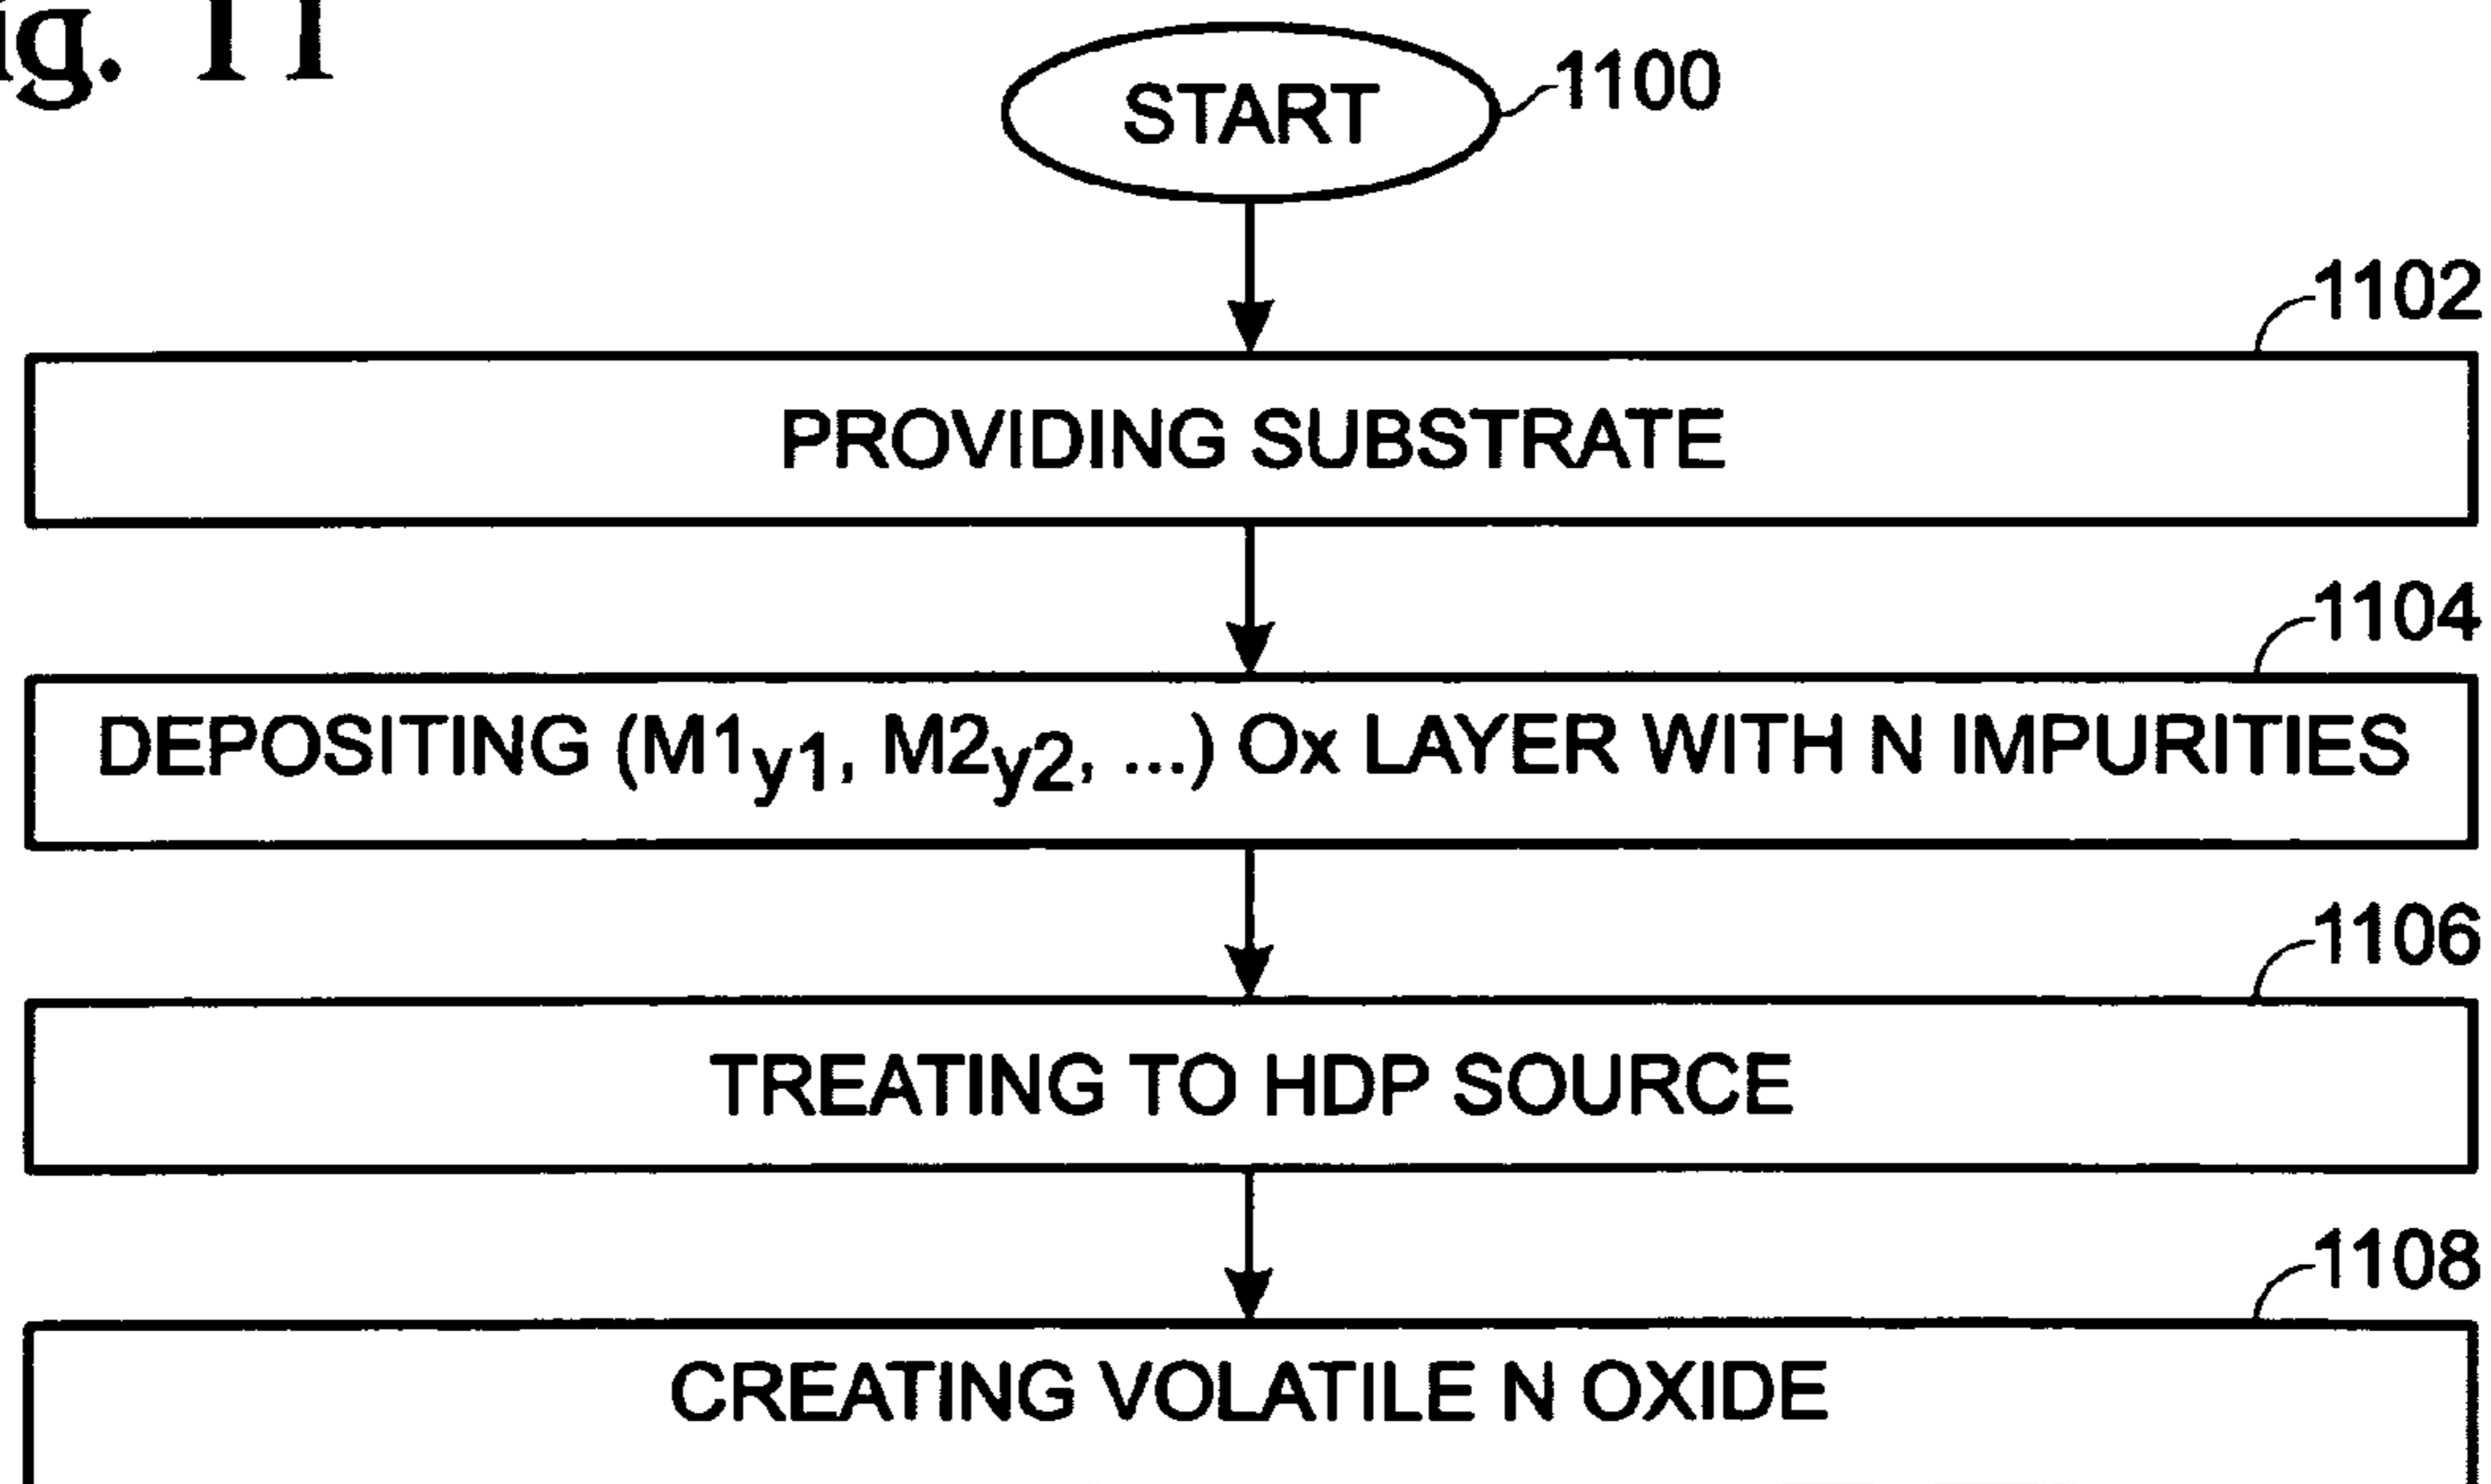 ig. 11
START
1100
1102
PROVIDING SUBSTRATE
1104
DEPOSITING (M1y1, M2y2, ...) Ox LAYER WITH N IMPURITIES
1106
TREATING TO HDP SOURCE
1108
CREATING VOLATILE N OXIDE